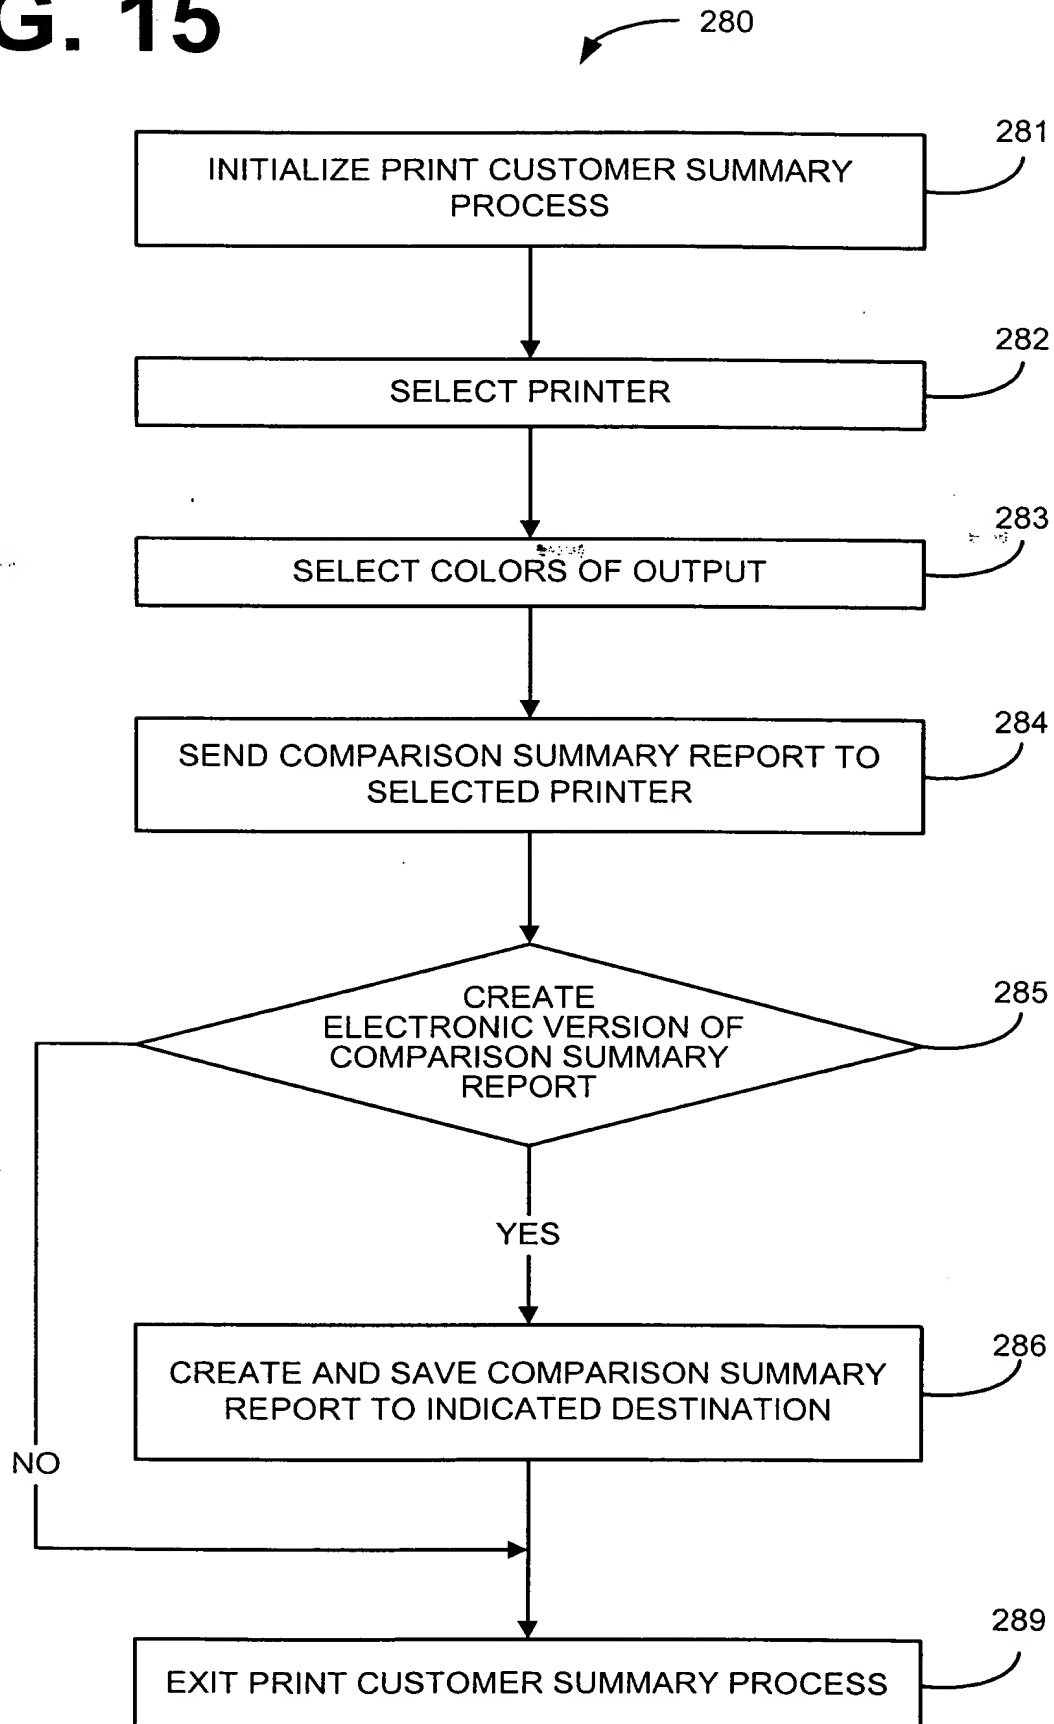 G. 15
280
281
INITIALIZE PRINT CUSTOMER SUMMARY
PROCESS
282
SELECT PRINTER
283
SELECT COLORS OF OUTPUT
284
SEND COMPARISON SUMMARY REPORT TO
SELECTED PRINTER
285
CREATE
ELECTRONIC VERSION OF
COMPARISON SUMMARY
REPORT
YES
286
CREATE AND SAVE COMPARISON SUMMARY
REPORT TO INDICATED DESTINATION
NO
289
EXIT PRINT CUSTOMER SUMMARY PROCESS